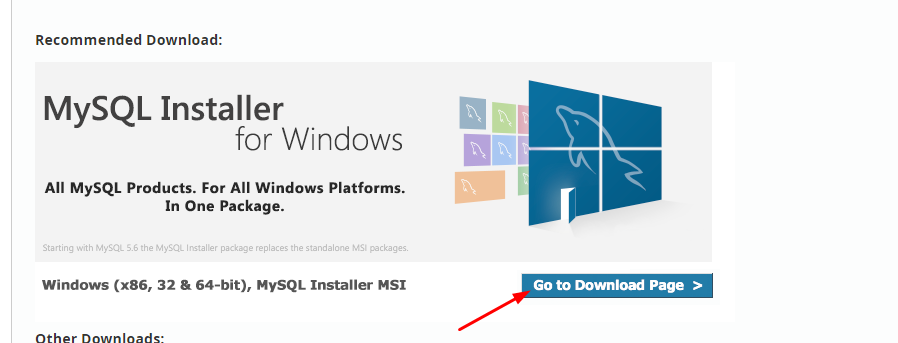 Recommended Download:
MySQL Installer
for Windows
All MySQL Products. For All Windows Platforms.
In One Package.
Starting with MySQL 5.6 the MySQL Installer package replaces the standalone MSI packages.
Windows (x86, 32 & 64-bit), MySQL Installer MSI
Go to Download Page >
Other Downloads: